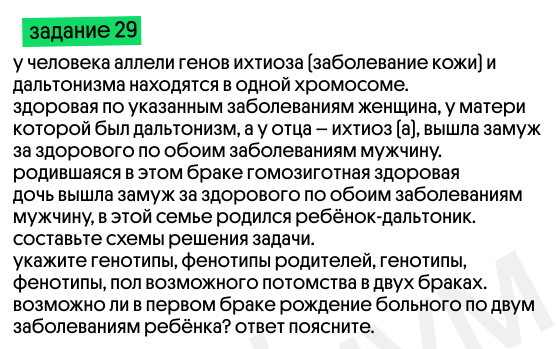 задание 29
у человека аллели генов ихтиоза (заболевание кожи) и
дальтонизма находятся в одной хромосоме.
здоровая по указанным заболеваниям женщина, у матери
которой был дальтонизм, а у отца – ихтиоз (а), вышла замуж
за здорового по обоим заболеваниям мужчину.
родившаяся в этом браке гомозиготная здоровая
дочь вышла замуж за здорового по обоим заболеваниям
мужчину, в этой семье родился ребёнок-дальтоник.
составьте схемы решения задачи.
укажите генотипы, фенотипы родителей, генотипы,
фенотипы, пол возможного потомства в двух браках.
возможно ли в первом браке рождение больного по двум
заболеваниям ребёнка? ответ поясните.